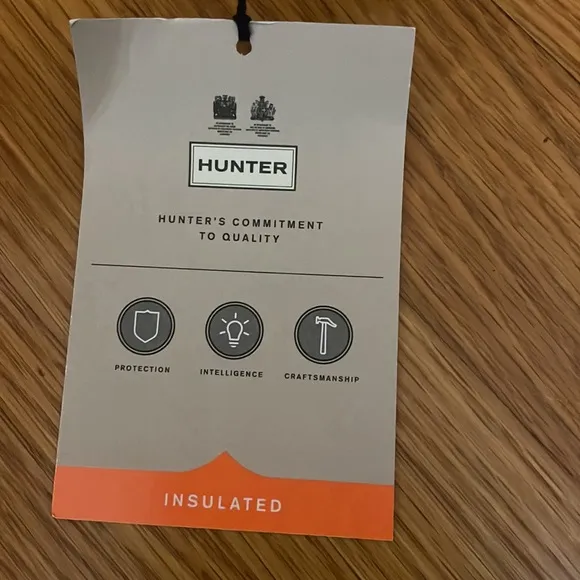 HUNTER
HUNTER'S COMMITMENT
TO QUALITY
PROTECTION
INTELLIGENCE
CRAFTSMANSHIP
INSULATED